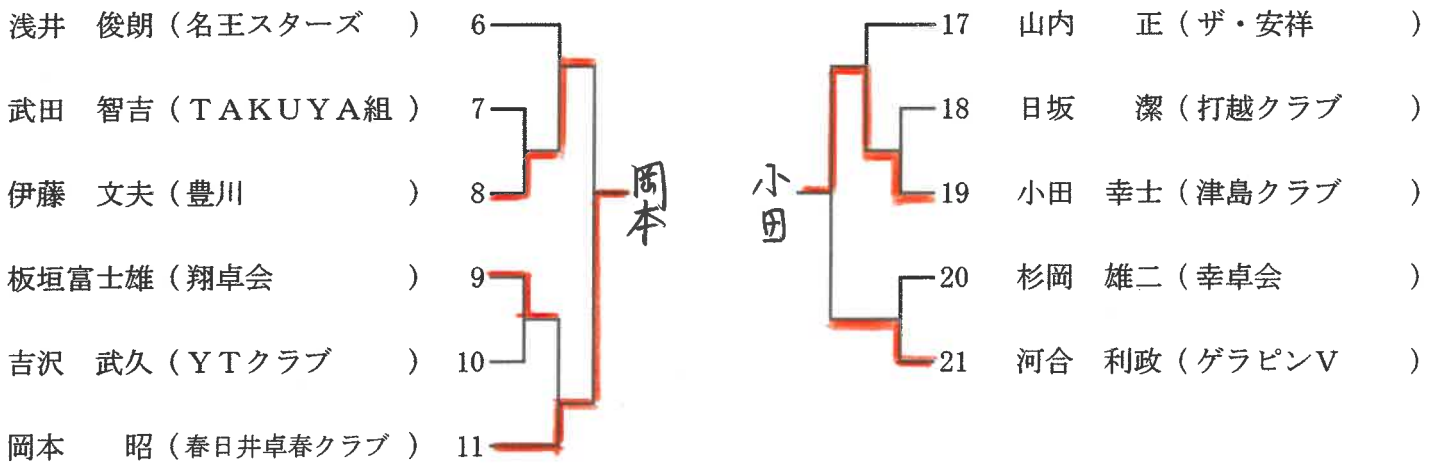 浅井　俊朗（名王スターズ　）　6
武田　智吉（ＴＡＫＵＹＡ組）　7
伊藤　文夫（豊川　）　8
板垣富士雄（翔卓会　）　9
吉沢　武久（ＹＴクラブ　）　10
岡本　昭（春日井卓春クラブ）　11
岡本
小田
17　山内　正（ザ・安祥　）
18　日坂　潔（打越クラブ　）
19　小田　幸士（津島クラブ　）
20　杉岡　雄二（幸卓会　）
21　河合　利政（ゲラピンＶ　）